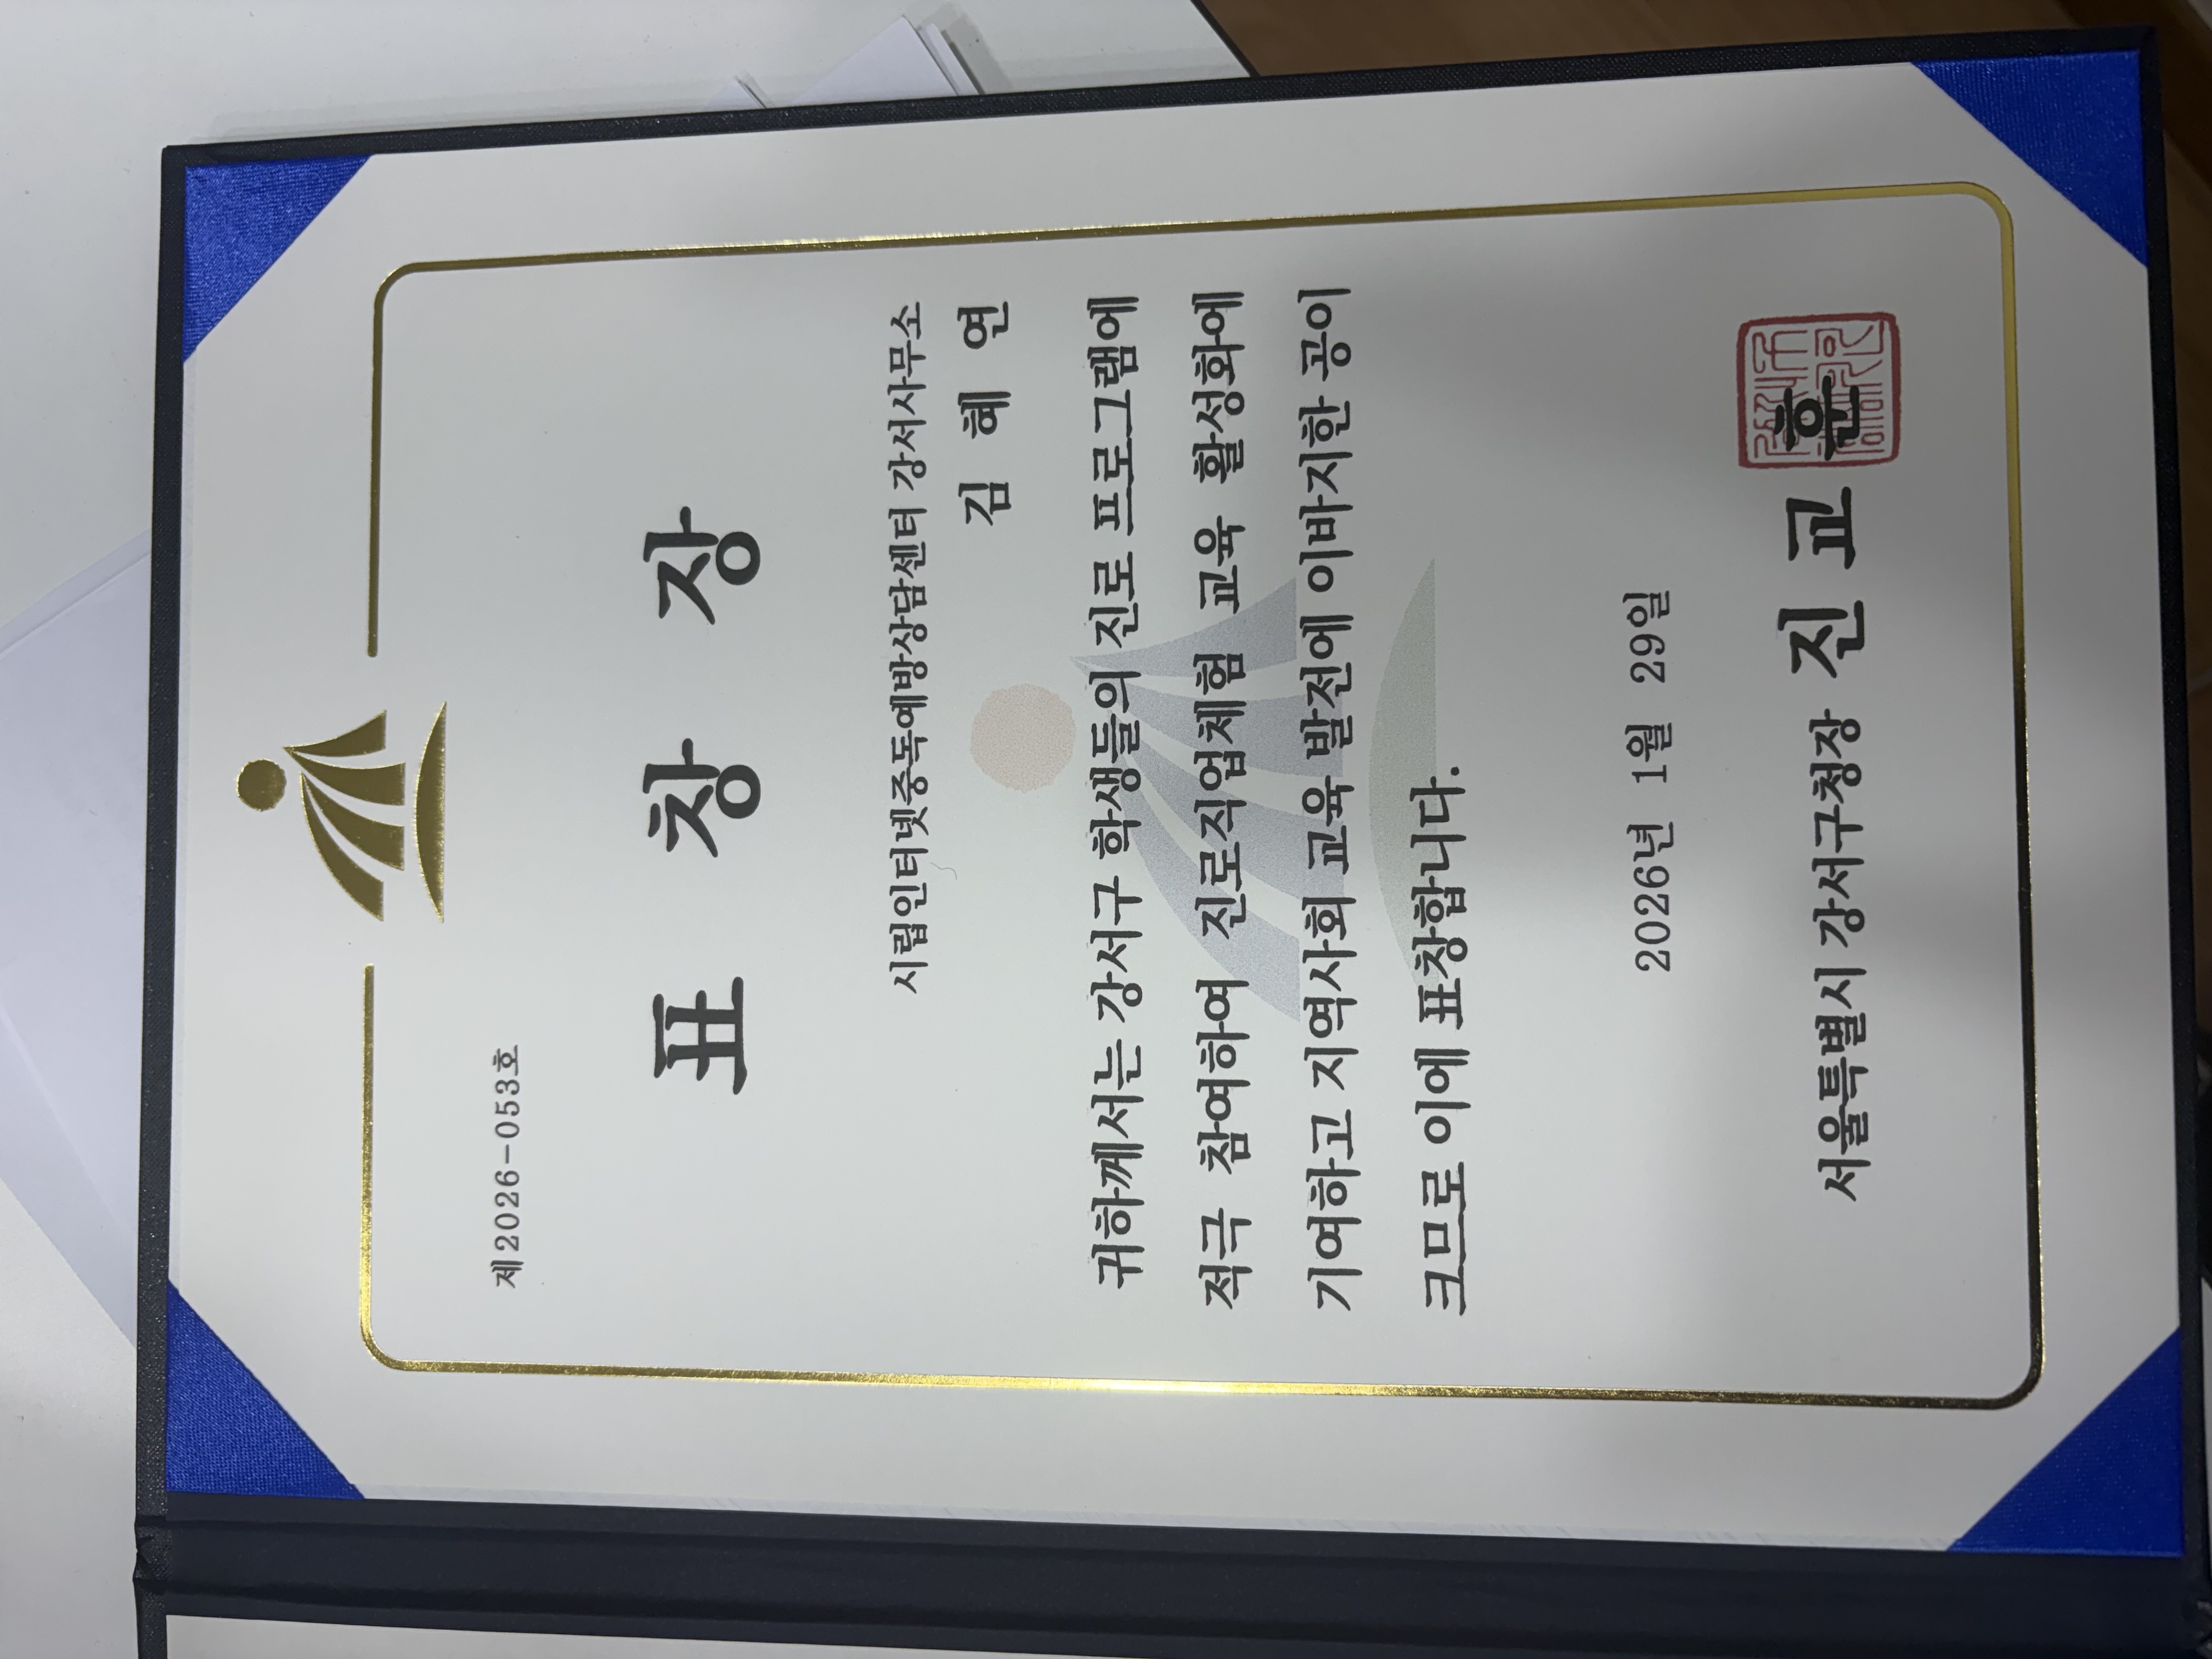 제2026-053호
표 창 장
시립인터넷중독예방상담센터 강서사무소
김 혜 연
귀하께서는 강서구 학생들의 진로 프로그램에
적극 참여하여 진로직업체험 교육 활성화에
기여하고 지역사회 교육 발전에 이바지한 공이
크므로 이에 표창합니다.
2026년 1월 29일
서울특별시 강서구청장 진 교 훈